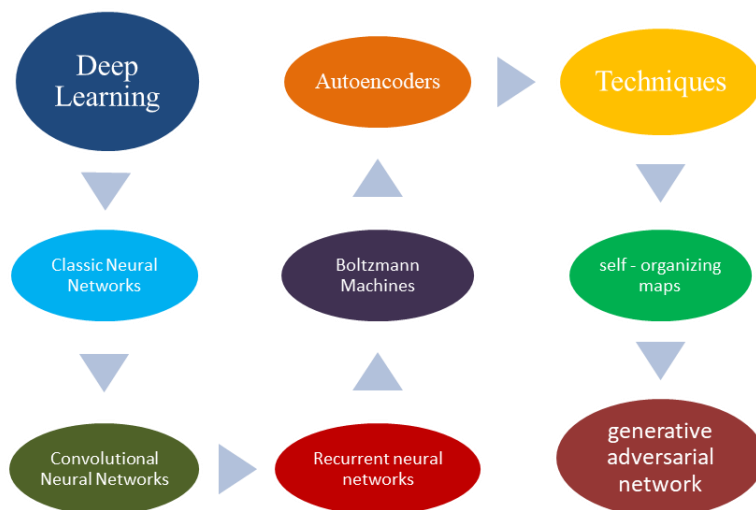 Deep
Learning
Classic Neural
Networks
Convolutional
Neural Networks
Recurrent neural
networks
Boltzmann
Machines
Autoencoders
Techniques
self - organizing
maps
generative
adversarial
network